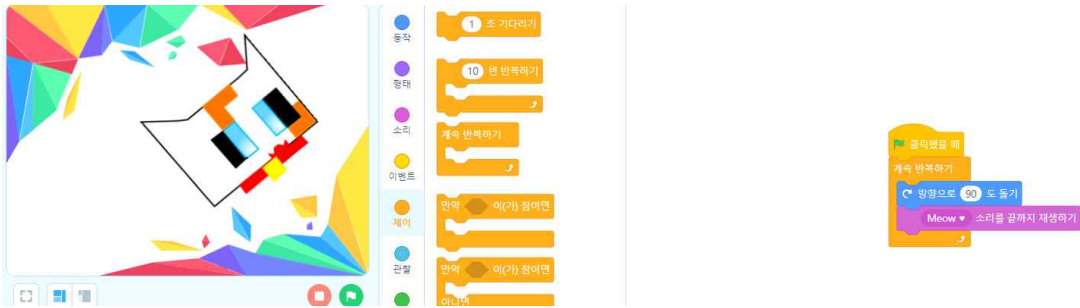 동작
형태
소리
이벤트
제어
관찰
1 초 기다리기
10 번 반복하기
계속 반복하기
만약 이(가) 참이면
만약 이(가) 참이면
아니면
클릭했을 때
계속 반복하기
방향으로 90 도 돌기
Meow 소리를 끝까지 재생하기